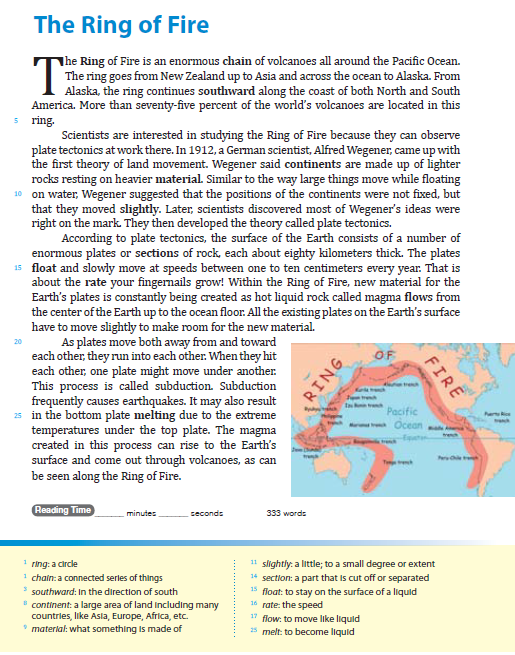 The Ring of Fire
The Ring of Fire is an enormous chain of volcanoes all around the Pacific Ocean.
The ring goes from New Zealand up to Asia and across the ocean to Alaska. From
Alaska, the ring continues southward along the coast of both North and South
America. More than seventy-five percent of the world's volcanoes are located in this
5 ring.
Scientists are interested in studying the Ring of Fire because they can observe
plate tectonics at work there. In 1912, a German scientist, Alfred Wegener, came up with
the first theory of land movement. Wegener said continents are made up of lighter
rocks resting on heavier material. Similar to the way large things move while floating
10 on water, Wegener suggested that the positions of the continents were not fixed, but
that they moved slightly. Later, scientists discovered most of Wegener's ideas were
right on the mark. They then developed the theory called plate tectonics.
According to plate tectonics, the surface of the Earth consists of a number of
enormous plates or sections of rock, each about eighty kilometers thick. The plates
15 float and slowly move at speeds between one to ten centimeters every year. That is
about the rate your fingernails grow! Within the Ring of Fire, new material for the
Earth's plates is constantly being created as hot liquid rock called magma flows from
the center of the Earth up to the ocean floor. All the existing plates on the Earth's surface
have to move slightly to make room for the new material.
20 As plates move both away from and toward
each other, they run into each other. When they hit
each other, one plate might move under another.
This process is called subduction. Subduction
frequently causes earthquakes. It may also result
25 in the bottom plate melting due to the extreme
temperatures under the top plate. The magma
created in this process can rise to the Earth's
surface and come out through volcanoes, as can
be seen along the Ring of Fire.
RING OF FIRE
Aleutian trench
Kurile trench
Japan trench
Izu Bonin trench
Ryukyu trench
Philippine trench
Mariana trench
Pacific Ocean
Equator
Middle America trench
Puerto Rico trench
Bougainville trench
Java (Sunda) trench
Tonga trench
Peru-Chile trench
Reading Time ______ minutes ______ seconds 333 words
1 ring: a circle
1 chain: a connected series of things
3 southward: in the direction of south
8 continent: a large area of land including many
countries, like Asia, Europe, Africa, etc.
9 material: what something is made of
11 slightly: a little; to a small degree or extent
14 section: a part that is cut off or separated
15 float: to stay on the surface of a liquid
16 rate: the speed
17 flow: to move like liquid
25 melt: to become liquid